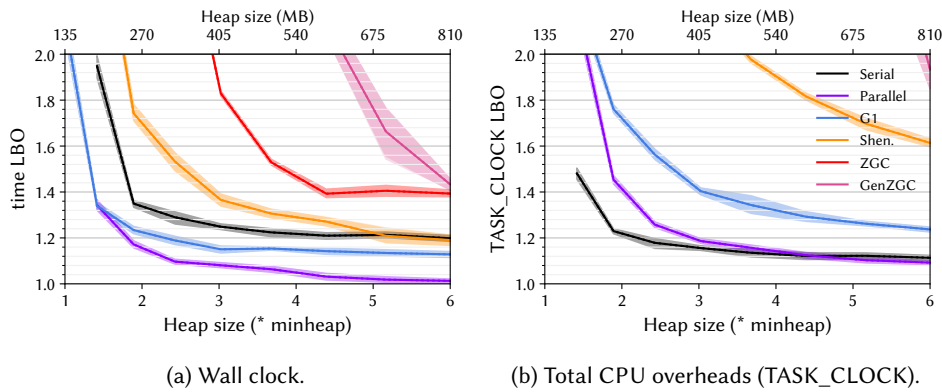 Heap size (MB)
135 270 405 540 675 810
2.0
1.8
1.6
1.4
1.2
1.0
time LBO
1 2 3 4 5 6
Heap size (* minheap)
(a) Wall clock.
Heap size (MB)
135 270 405 540 675 810
2.0
1.8
1.6
1.4
1.2
1.0
TASK_CLOCK LBO
Serial
Parallel
G1
Shen.
ZGC
GenZGC
1 2 3 4 5 6
Heap size (* minheap)
(b) Total CPU overheads (TASK_CLOCK).